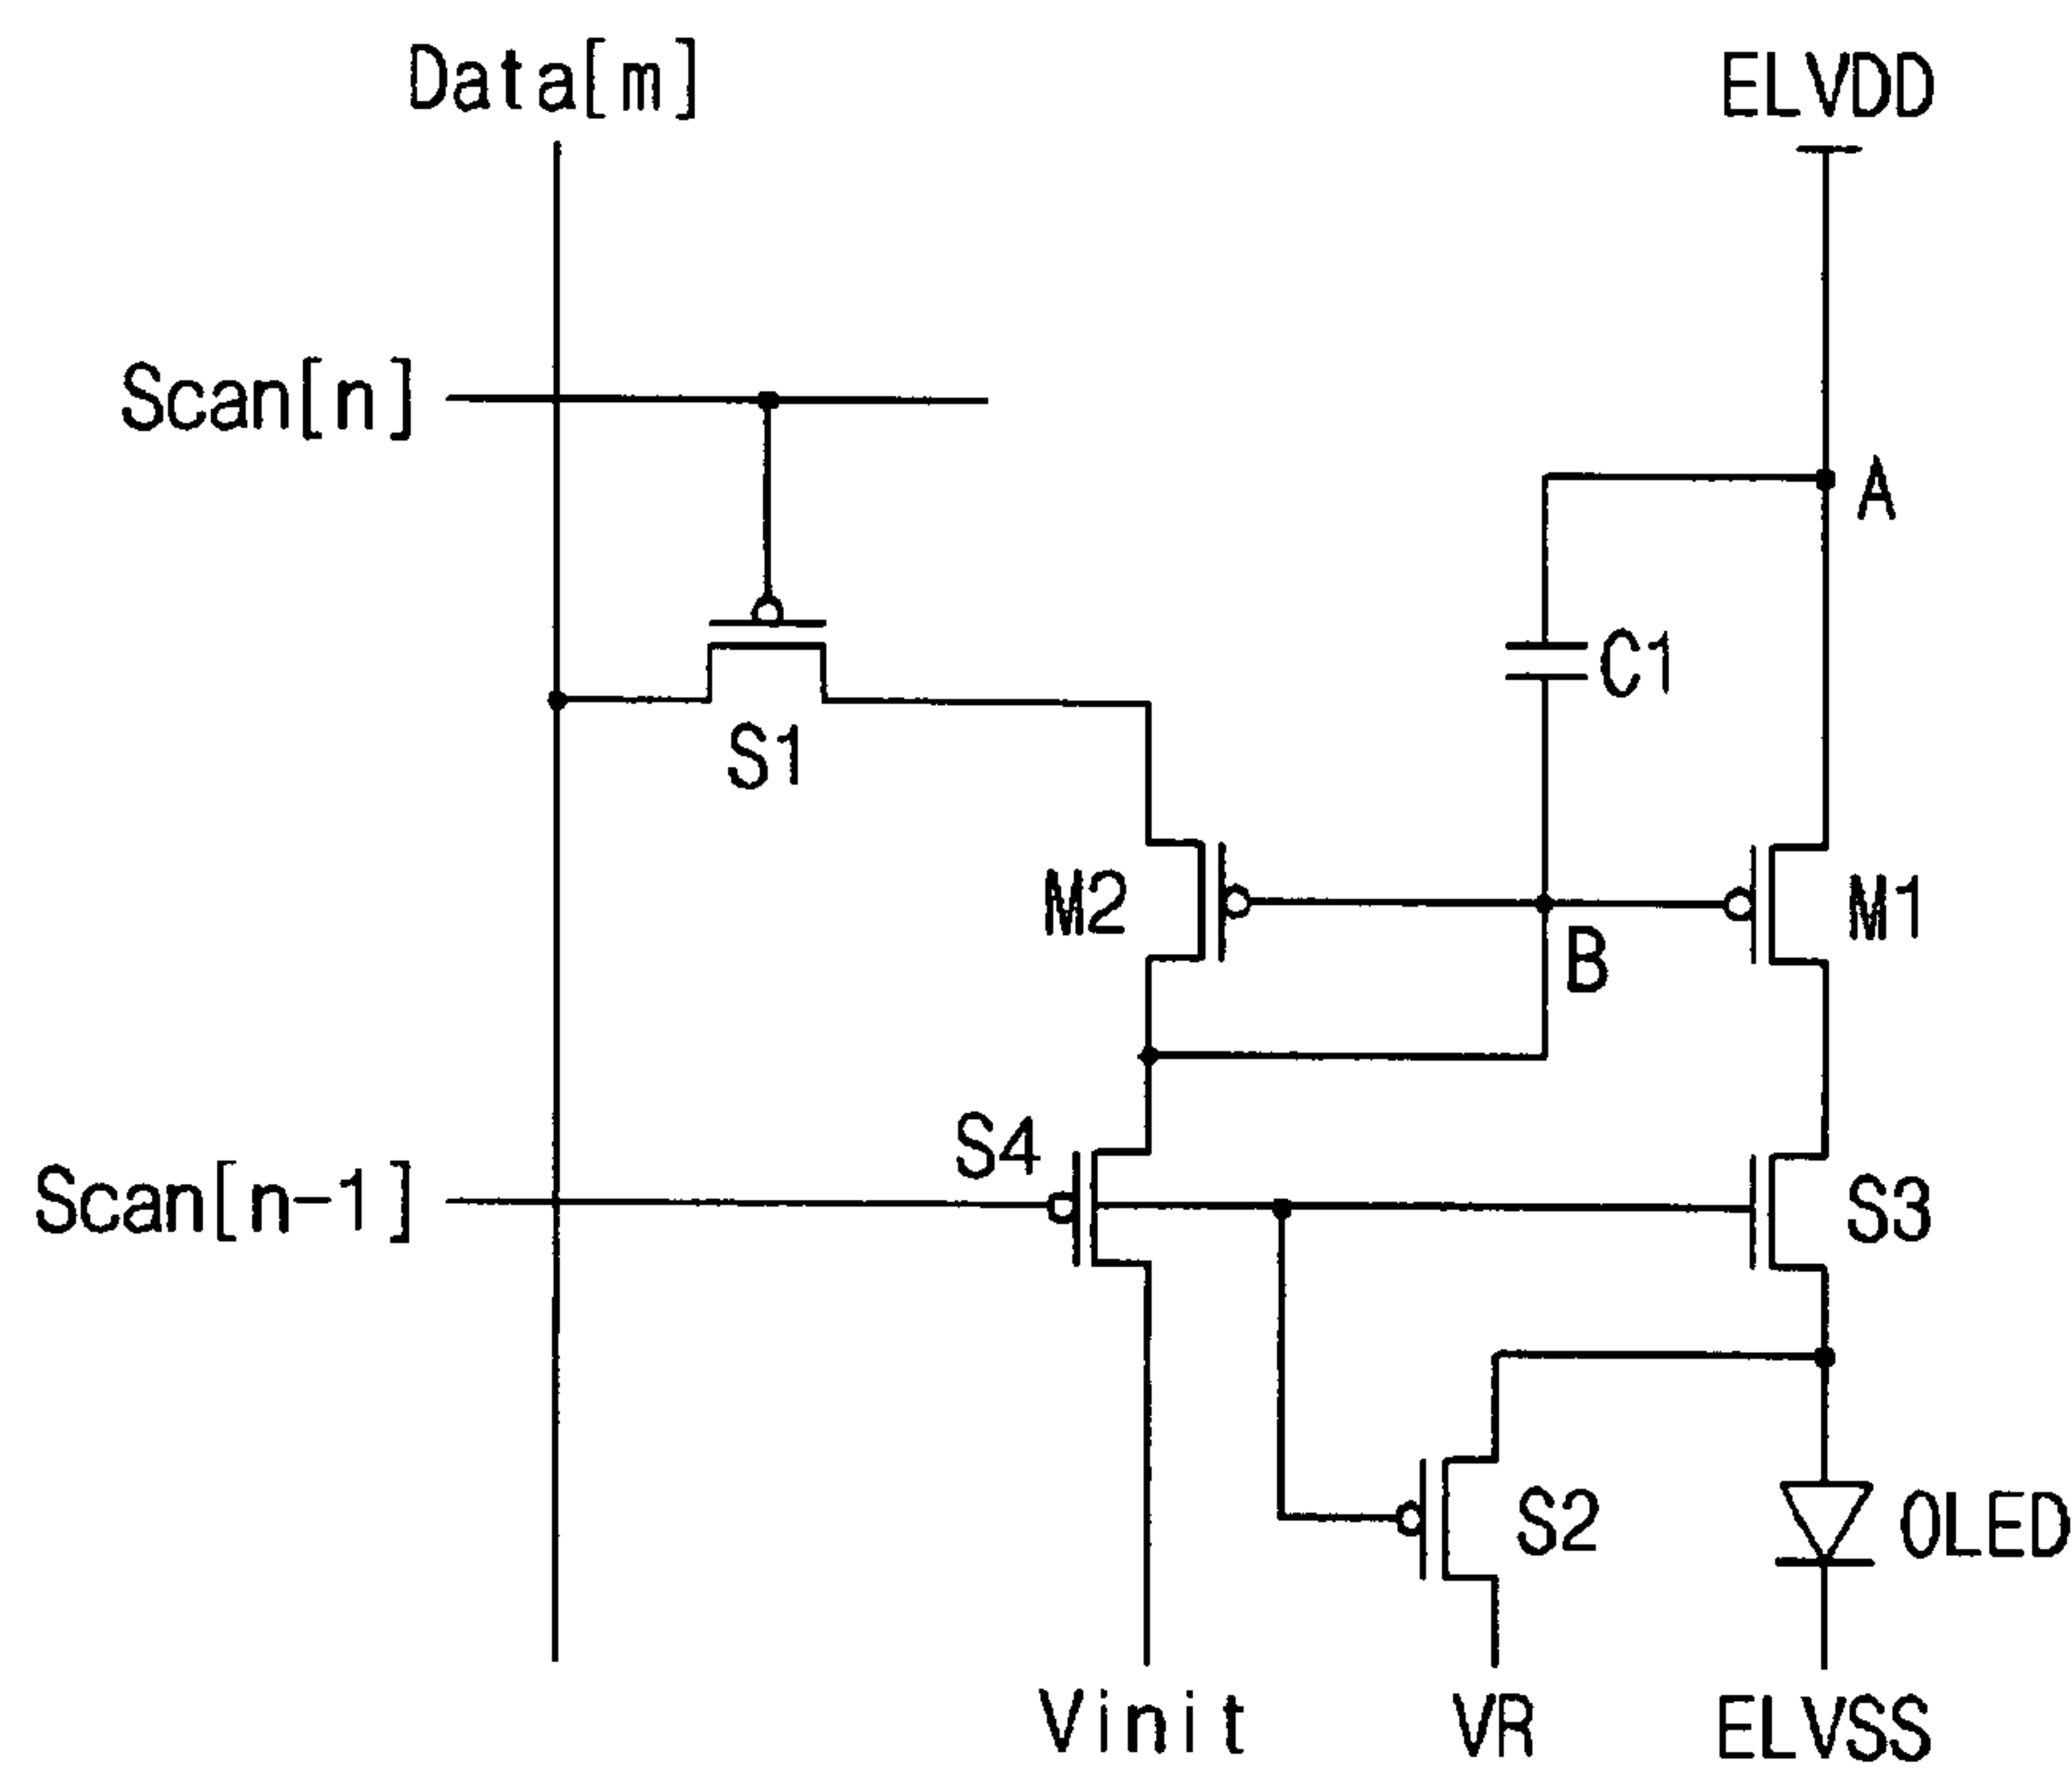 Data[m]
ELVDD
Scan[n]
A
C1
S1
M2
M1
B
S4
Scan[n-1]
S3
S2
OLED
Vinit
VR
ELVSS